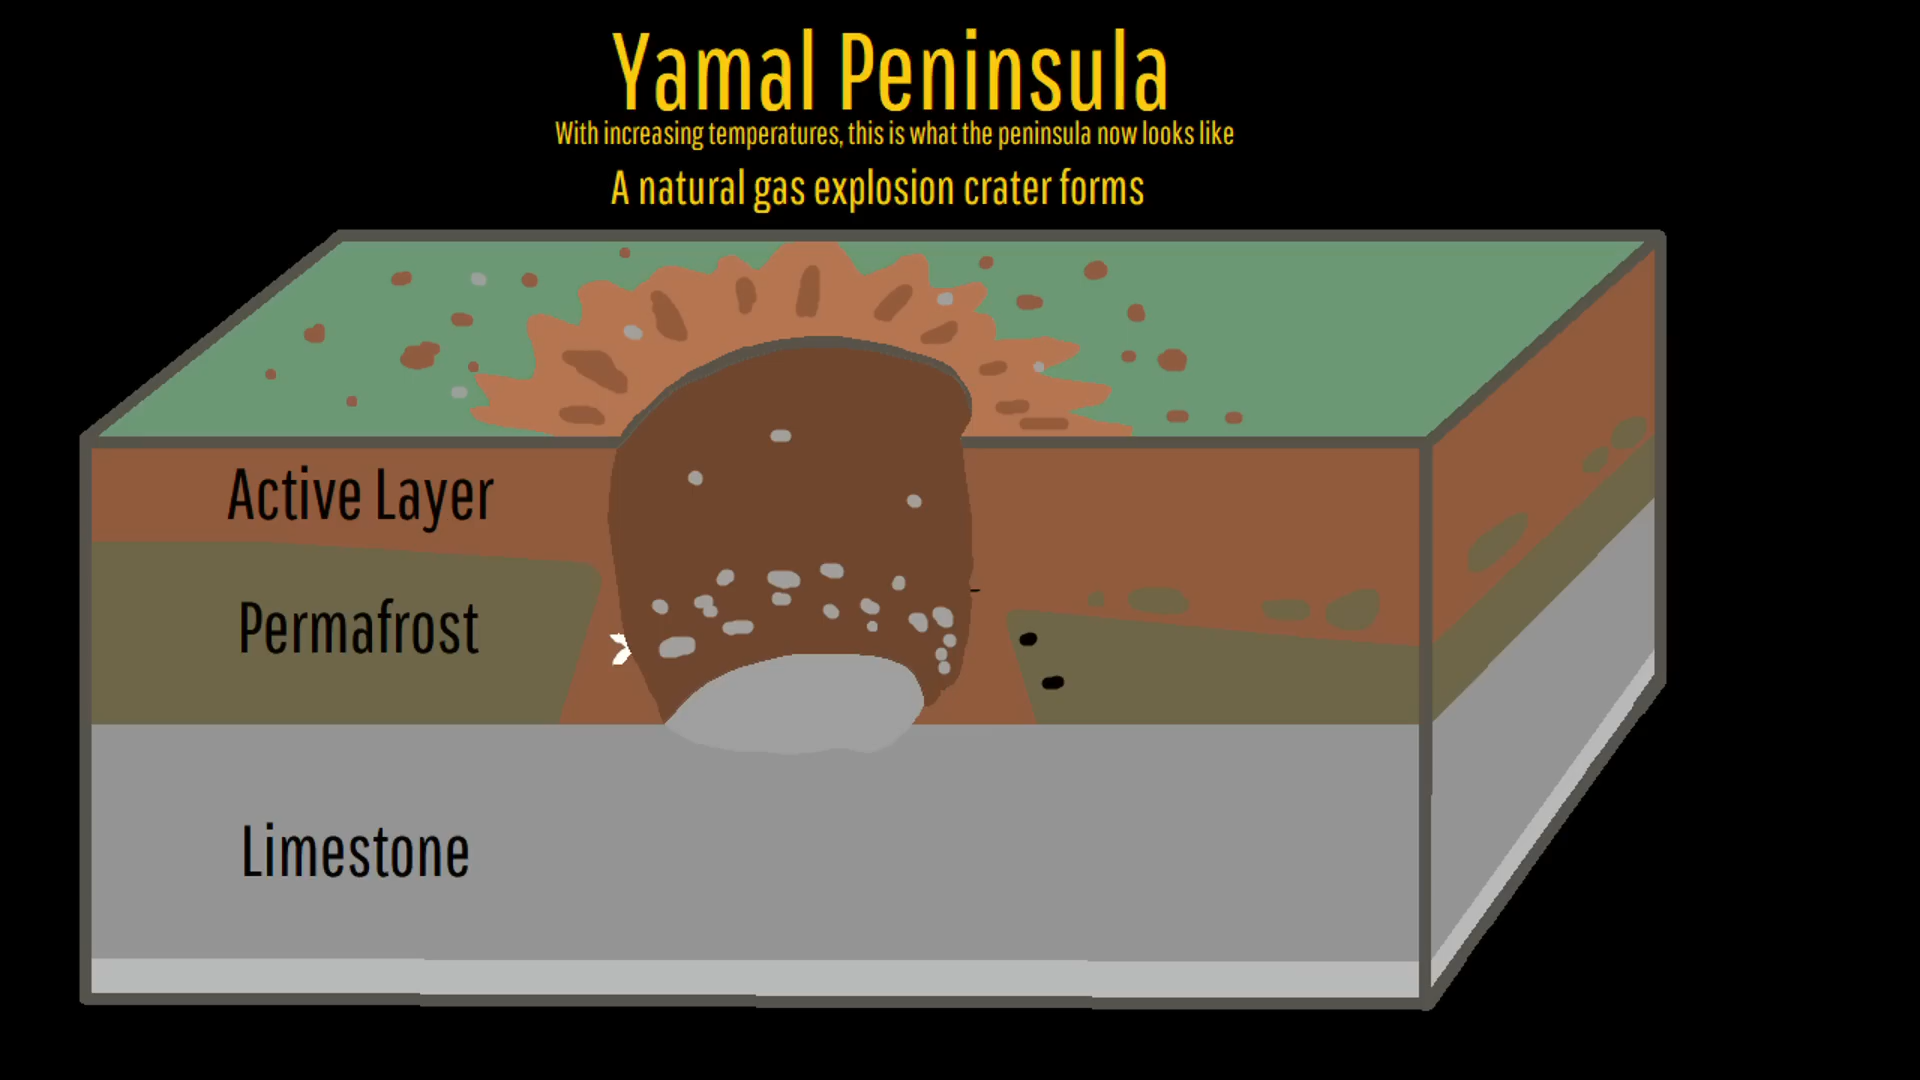 Yamal Peninsula
With increasing temperatures, this is what the peninsula now looks like
A natural gas explosion crater forms
Active Layer
Permafrost
Limestone